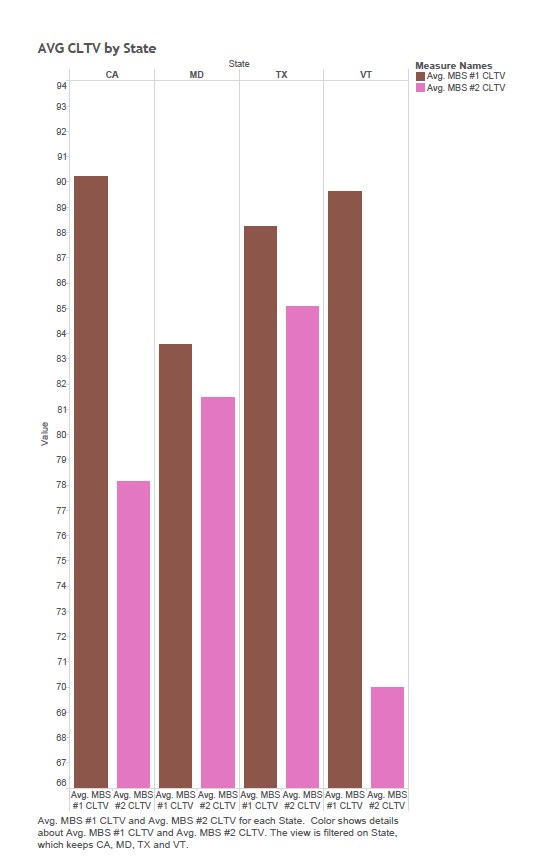 AVG CLTV by State
State
CA MD TX VT
Measure Names
Avg. MBS #1 CLTV
Avg. MBS #2 CLTV
94
93
92
91
90
89
88
87
86
85
84
83
82
81
80
79
78
77
76
75
74
73
72
71
70
69
68
67
66
Value
Avg. MBS Avg. MBS Avg. MBS Avg. MBS Avg. MBS Avg. MBS Avg. MBS Avg. MBS
#1 CLTV #2 CLTV #1 CLTV #2 CLTV #1 CLTV #2 CLTV #1 CLTV #2 CLTV
Avg. MBS #1 CLTV and Avg. MBS #2 CLTV for each State. Color shows details
about Avg. MBS #1 CLTV and Avg. MBS #2 CLTV. The view is filtered on State,
which keeps CA, MD, TX and VT.